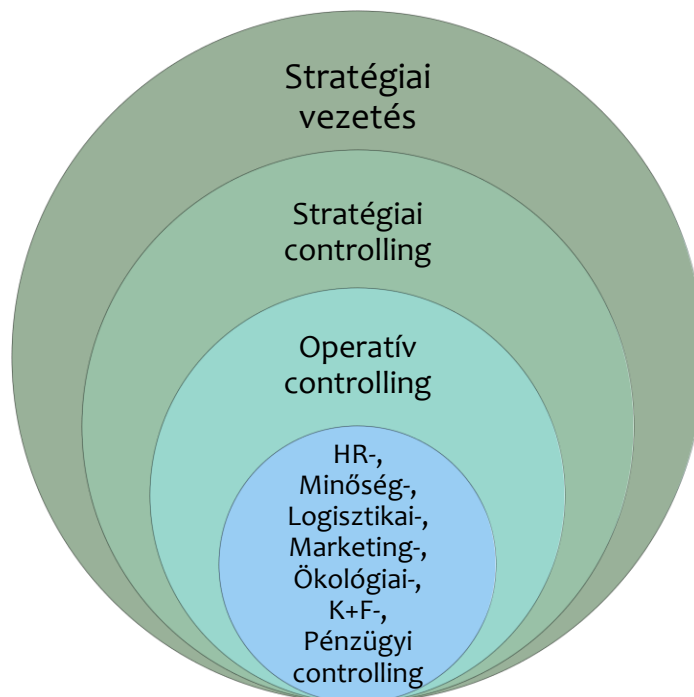 Stratégiai
vezetés
Stratégiai
controlling
Operatív
controlling
HR-,
Minőség-,
Logisztikai-,
Marketing-,
Ökológiai-,
K+F-,
Pénzügyi
controlling